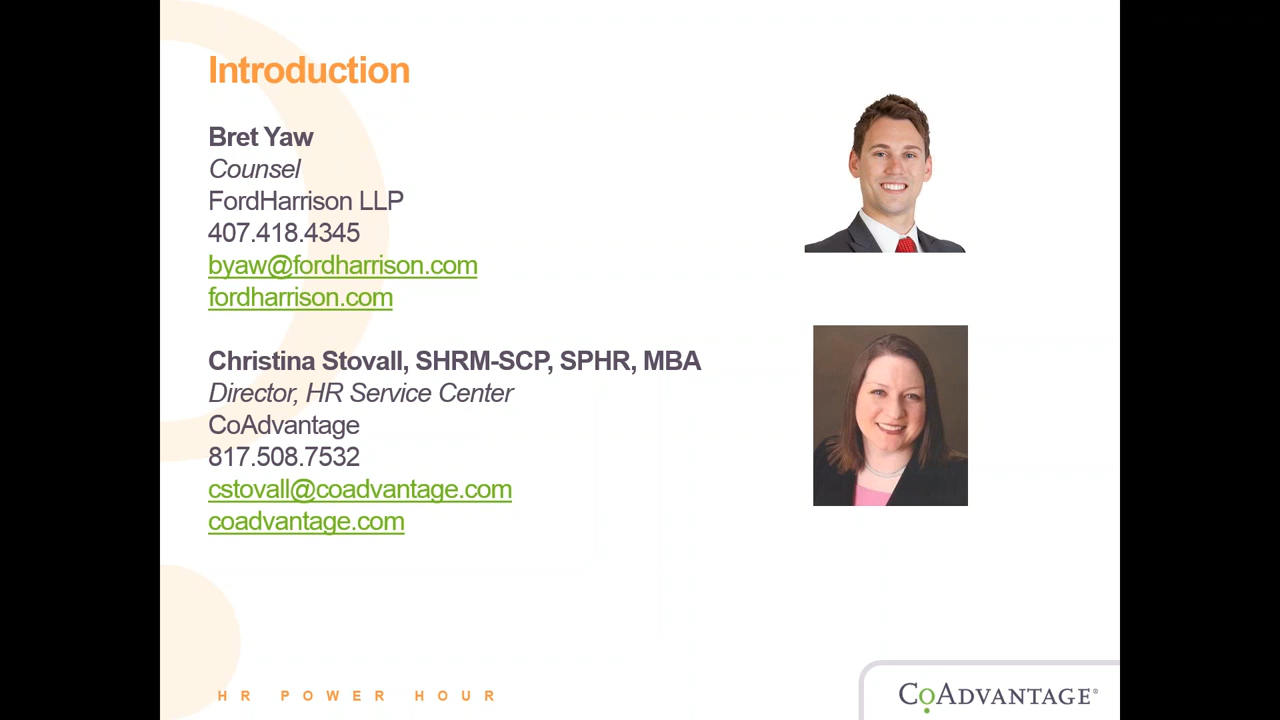 Introduction
Bret Yaw
Counsel
FordHarrison LLP
407.418.4345
byaw@fordharrison.com
fordharrison.com
Christina Stovall, SHRM-SCP, SPHR, MBA
Director, HR Service Center
CoAdvantage
817.508.7532
cstovall@coadvantage.com
coadvantage.com
HR POWER HOUR
COADVANTAGE®